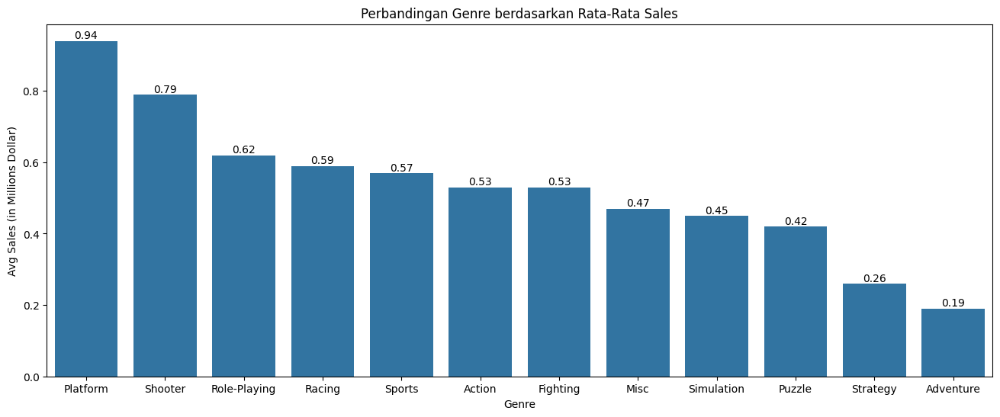 Perbandingan Genre berdasarkan Rata-Rata Sales
Avg Sales (in Millions Dollar)
0.8
0.6
0.4
0.2
0.0
0.94
0.79
0.62
0.59
0.57
0.53
0.53
0.47
0.45
0.42
0.26
0.19
Platform
Shooter
Role-Playing
Racing
Sports
Action
Fighting
Misc
Simulation
Puzzle
Strategy
Adventure
Genre